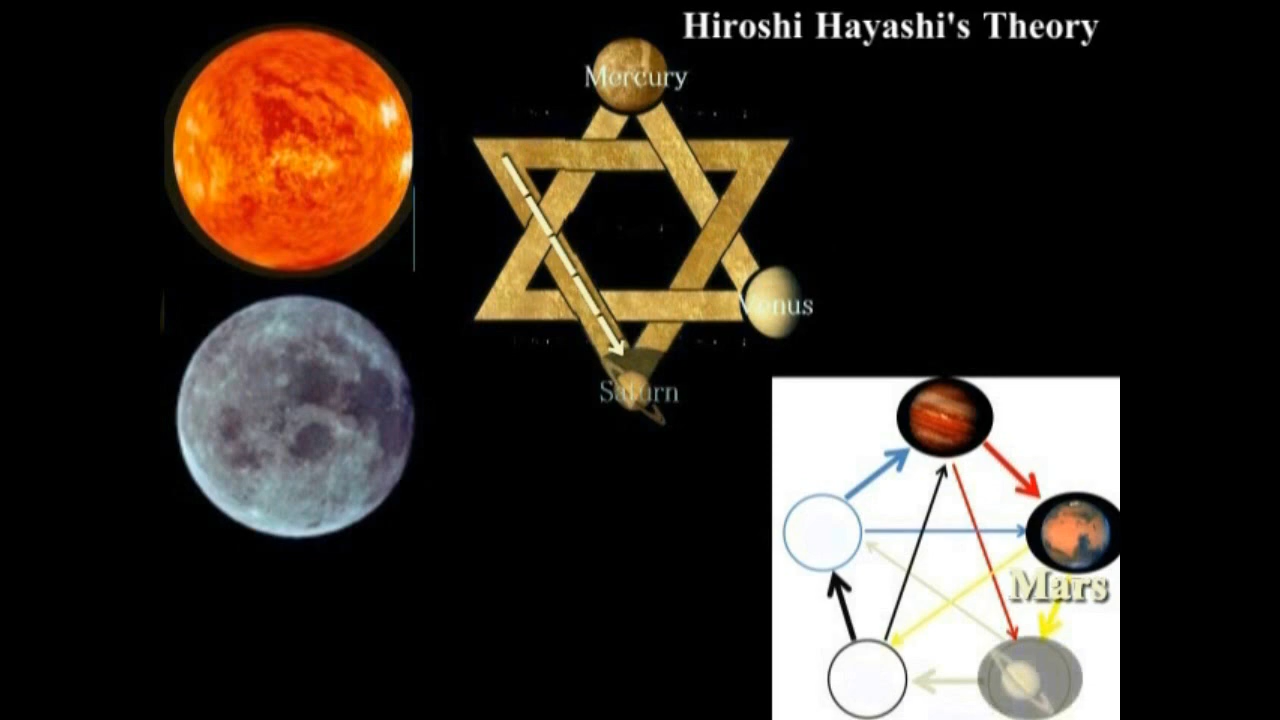 Hiroshi Hayashi's Theory
Mercury
Venus
Saturn
Mars